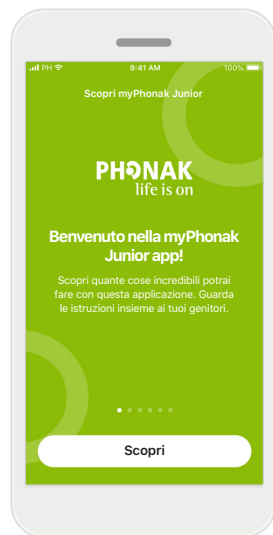 PH 9:41 AM 100%
Scopri myPhonak Junior
PHONAK
life is on
Benvenuto nella myPhonak
Junior app!
Scopri quante cose incredibili potrai
fare con questa applicazione. Guarda
le istruzioni insieme ai tuoi genitori.
Scopri